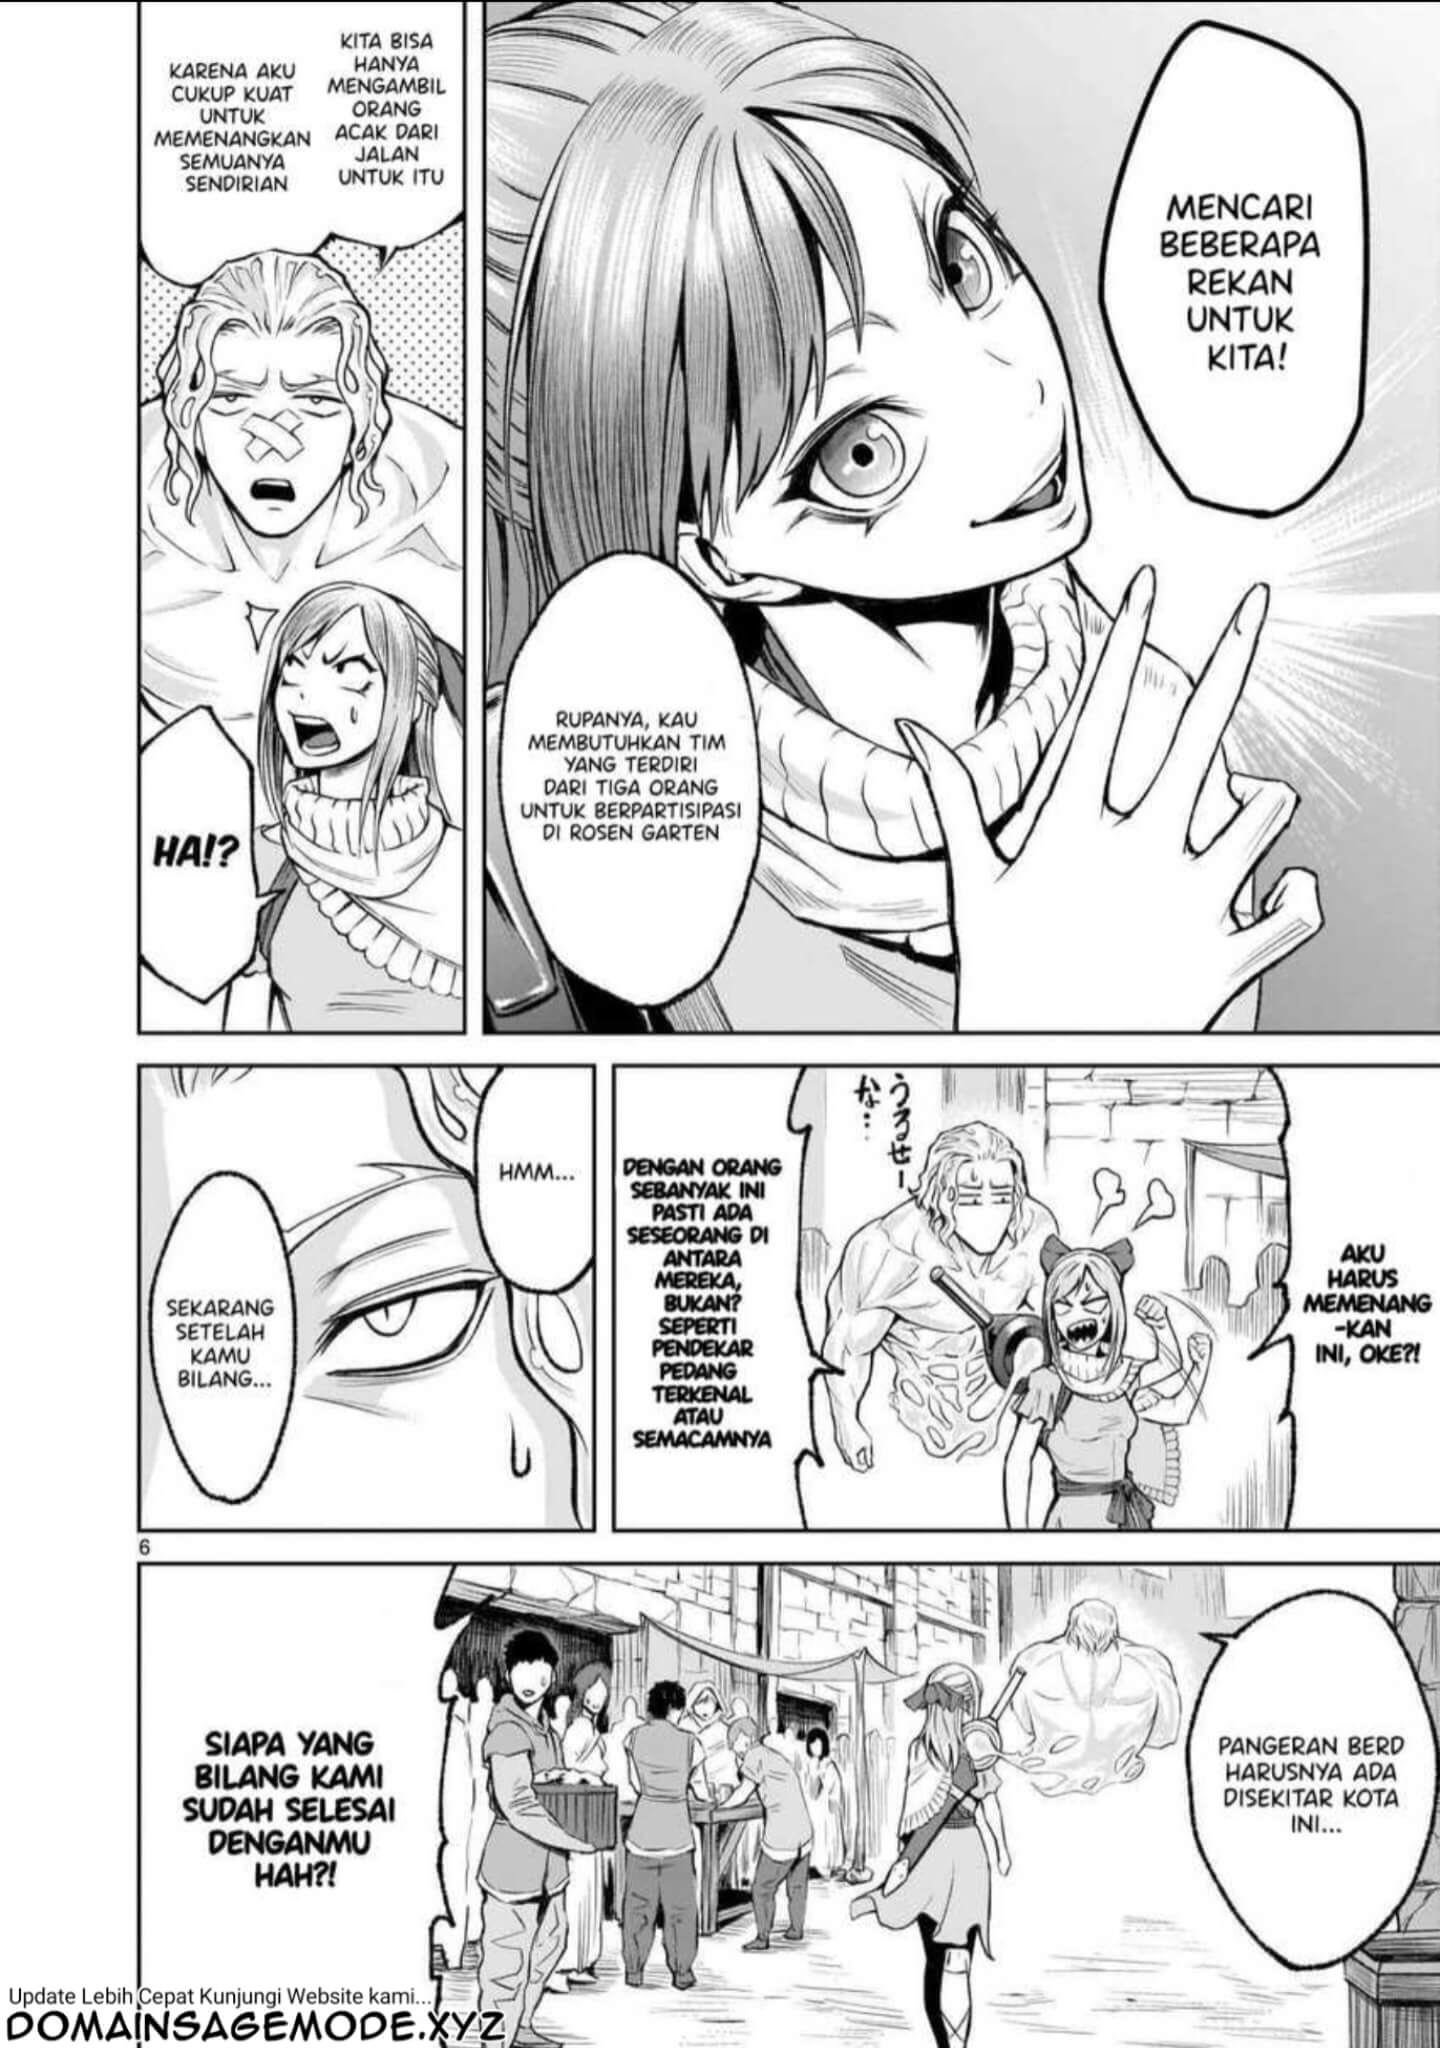 MENCARI
BEBERAPA
REKAN
UNTUK
KITA!
RUPANYA, KAU
MEMBUTUHKAN TIM
YANG TERDIRI
DARI TIGA ORANG
UNTUK BERPARTISIPASI
DI ROSEN GARTEN
KITA BISA
HANYA
MENGAMBIL
ORANG
ACAK DARI
JALAN
UNTUK ITU
KARENA AKU
CUKUP KUAT
UNTUK
MEMENANGKAN
SEMUANYA
SENDIRIAN
HA!?
AKU
HARUS
MEMENANG
-KAN
INI, OKE?!
うるせー
な…
DENGAN ORANG
SEBANYAK INI
PASTI ADA
SESEORANG DI
ANTARA
MEREKA,
BUKAN?
SEPERTI
PENDEKAR
PEDANG
TERKENAL
ATAU
SEMACAMNYA
HMM...
SEKARANG
SETELAH
KAMU
BILANG...
6
PANGERAN BERD
HARUSNYA ADA
DISEKITAR KOTA
INI...
SIAPA YANG
BILANG KAMI
SUDAH SELESAI
DENGANMU
HAH?!
Update Lebih Cepat Kunjungi Website kami...
DOMAINSAGEMODE.XYZ